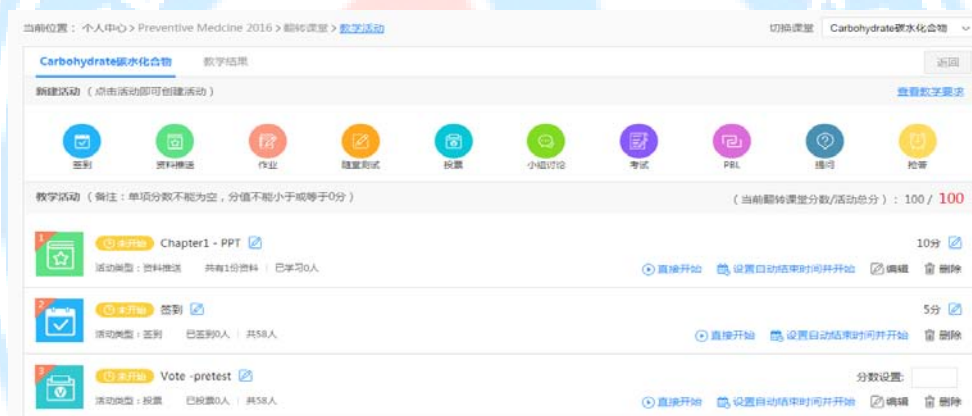 当前位置： 个人中心 > Preventive Medcine 2016 > 翻转课堂 > 教学活动
切换课堂 Carbohydrate碳水化合物
Carbohydrate碳水化合物 教学结果 返回
新建活动 （点击活动即可创建活动） 查看教学要求
签到 资料推送 作业 随堂测试 投票 小组讨论 考试 PBL 提问 抢答
教学活动 （备注：单项分数不能为空，分值不能小于或等于0分） （当前翻转课堂分数/活动总分）: 100 / 100
1 未开始 Chapter1 - PPT 10分
活动类型：资料推送 共有1份资料 | 已学习0人 直接开始 设置自动结束时间并开始 编辑 删除
2 未开始 签到 5分
活动类型：签到 已签到0人 | 共58人 直接开始 设置自动结束时间并开始 删除
3 未开始 Vote -pretest 分数设置:
活动类型：投票 已投票0人 | 共58人 直接开始 设置自动结束时间并开始 编辑 删除